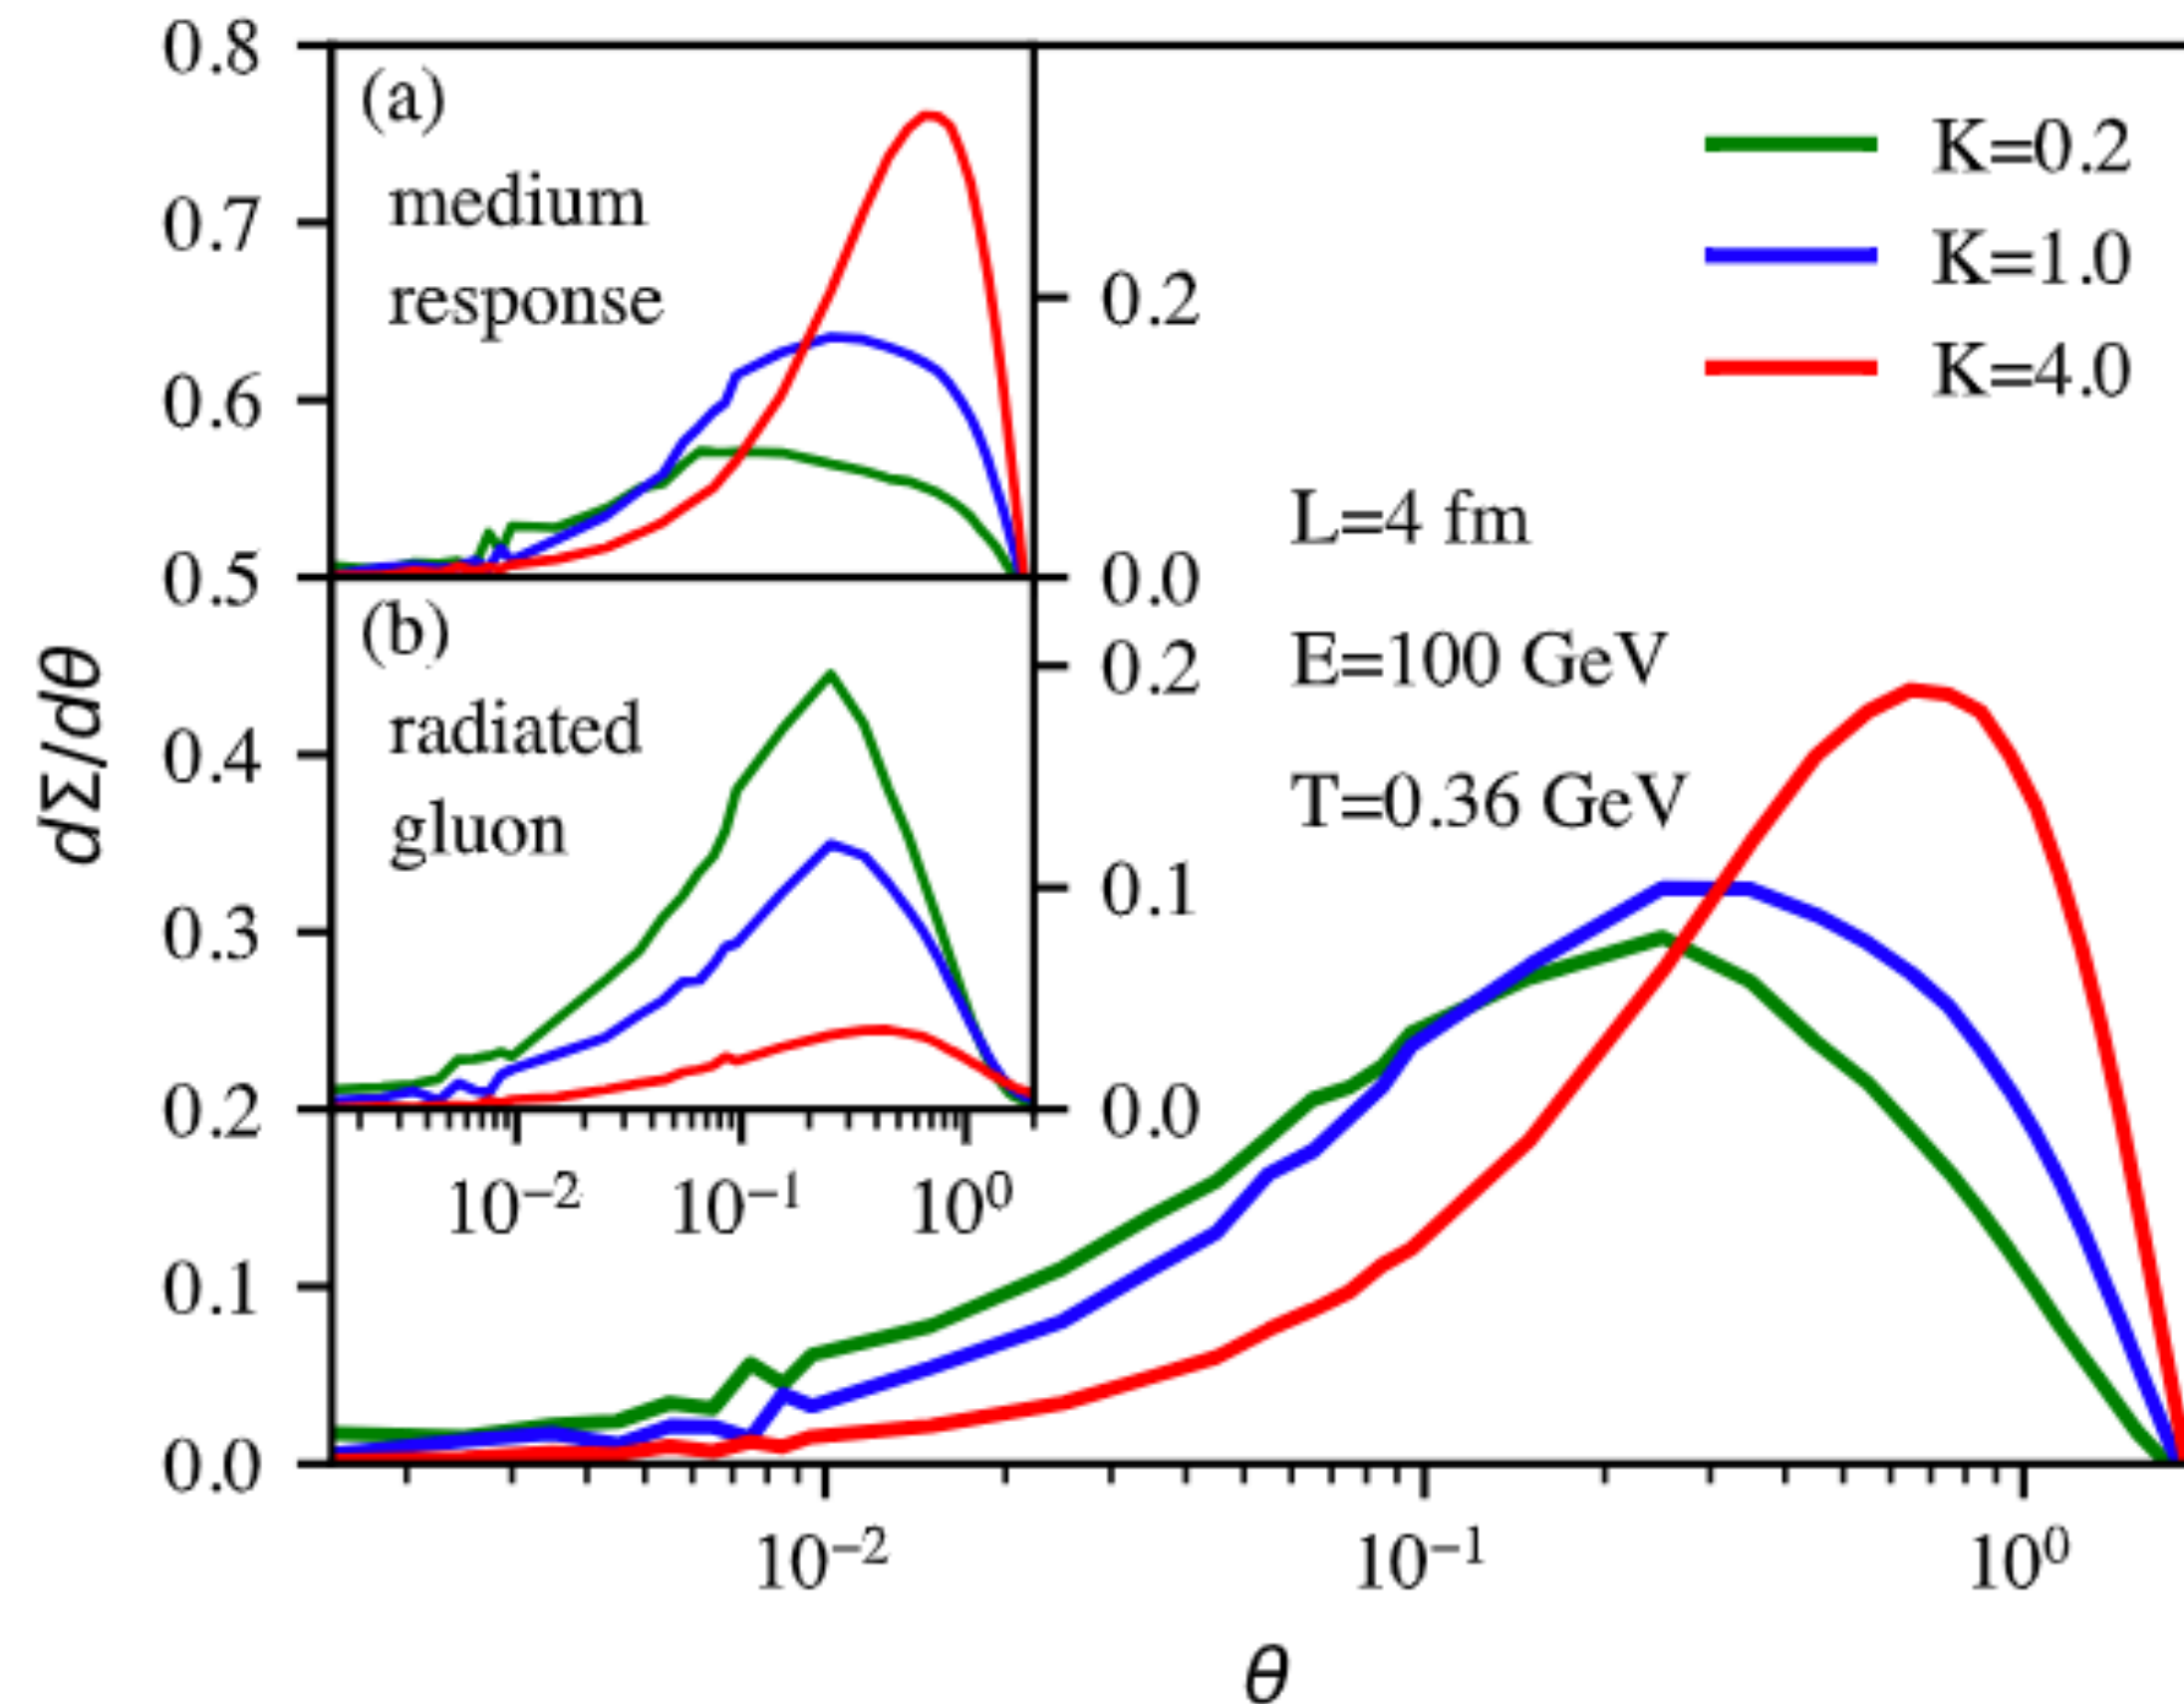 0.8
0.7
0.6
0.5
0.4
0.3
0.2
0.1
0.0
dΣ/dθ
(a)
medium
response
0.2
0.0
(b)
radiated
gluon
0.2
0.1
0.0
10⁻² 10⁻¹ 10⁰
K=0.2
K=1.0
K=4.0
L=4 fm
E=100 GeV
T=0.36 GeV
10⁻² 10⁻¹ 10⁰
θ